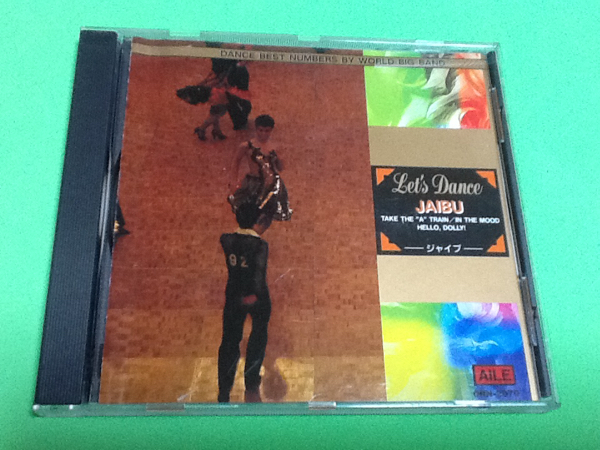 DANCE BEST NUMBERS BY WORLD BIG BAND
Let's Dance
JAIBU
TAKE THE "A" TRAIN/IN THE MOOD
HELLO, DOLLY!
ジャイブ
92
AILE